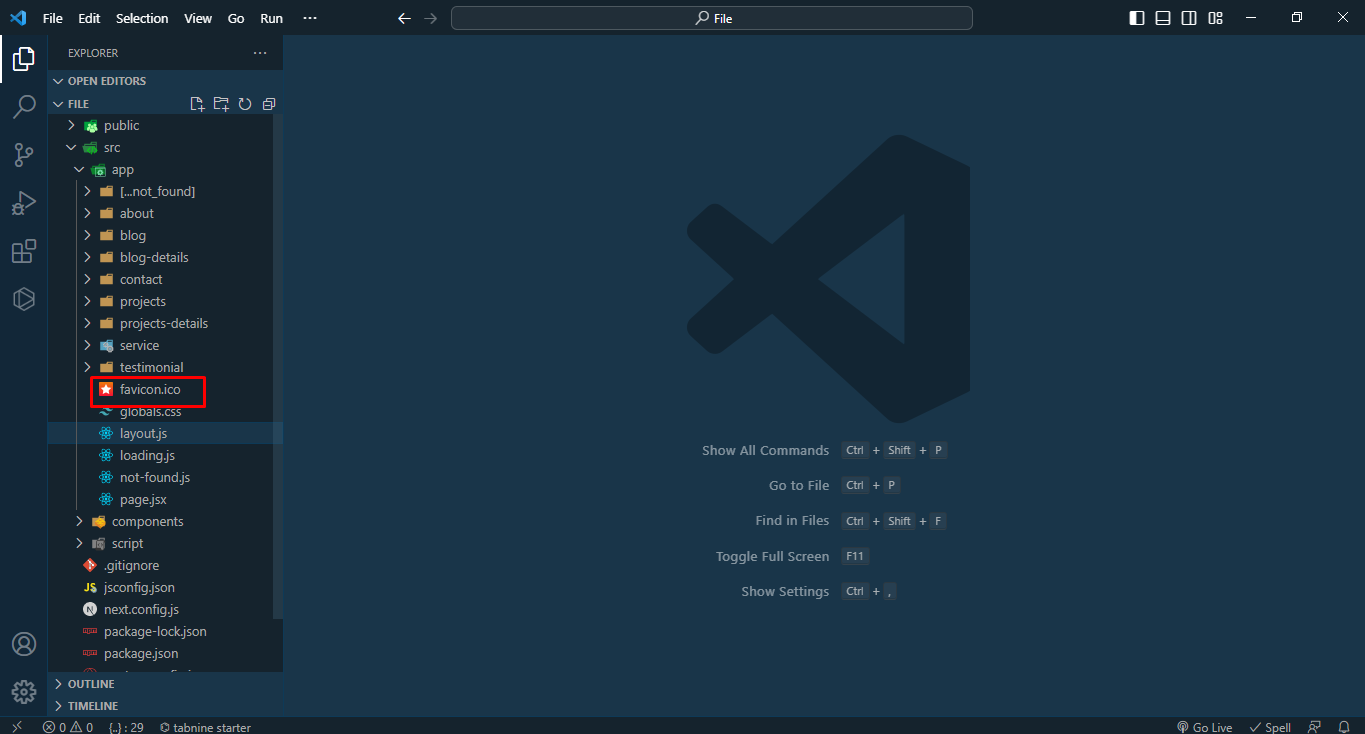 File Edit Selection View Go Run ···
File
EXPLORER ···
OPEN EDITORS
FILE
public
src
app
[...not_found]
about
blog
blog-details
contact
projects
projects-details
service
testimonial
favicon.ico
globals.css
layout.js
loading.js
not-found.js
page.jsx
components
script
.gitignore
JS jsconfig.json
N next.config.js
package-lock.json
package.json
OUTLINE
TIMELINE
Show All Commands Ctrl + Shift + P
Go to File Ctrl + P
Find in Files Ctrl + Shift + F
Toggle Full Screen F11
Show Settings Ctrl + ,
0 0 {..} : 29 tabnine starter Go Live Spell